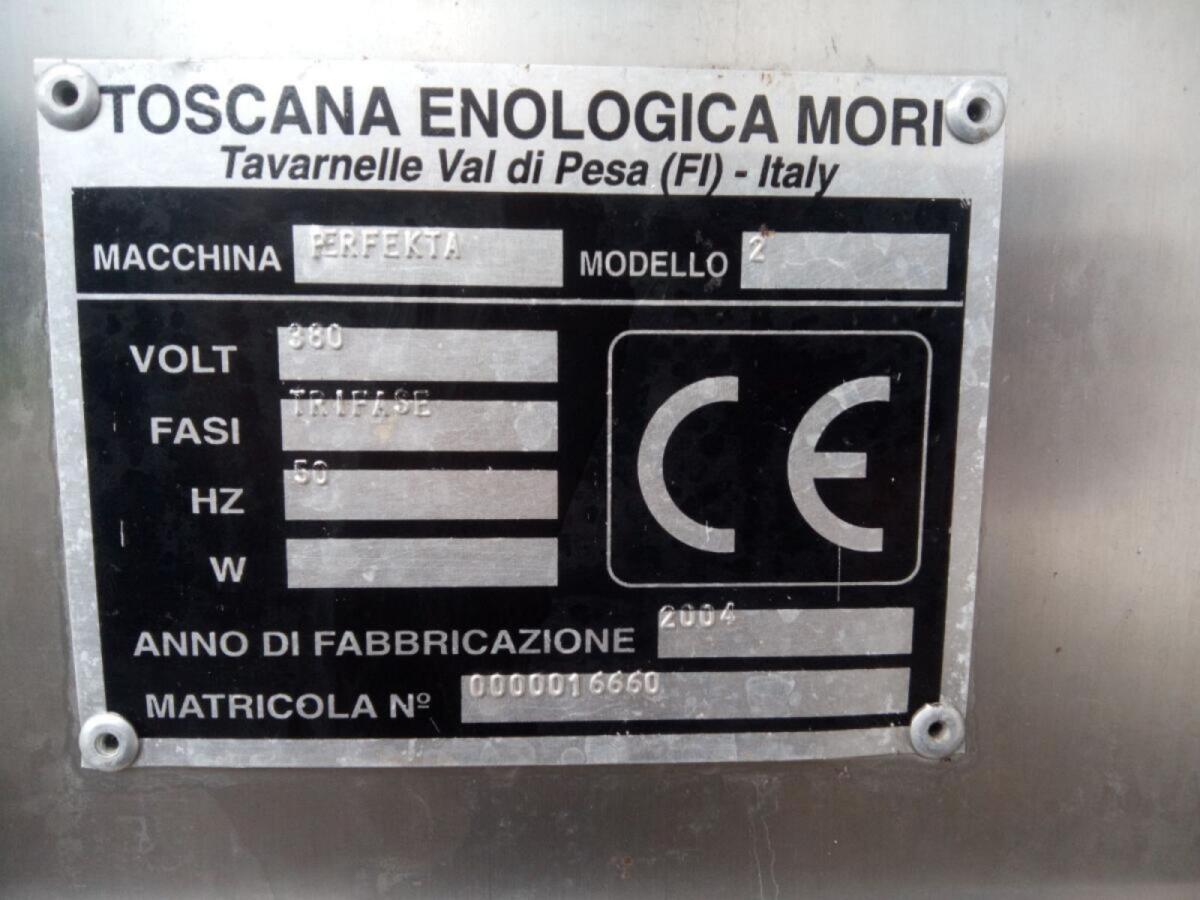 TOSCANA ENOLOGICA MORI
Tavarnelle Val di Pesa (FI) - Italy
MACCHINA PERFEKTA MODELLO 2
VOLT 380
FASI TRIFASE
HZ 50
W
CE
ANNO DI FABBRICAZIONE 2004
MATRICOLA Nº 0000016660